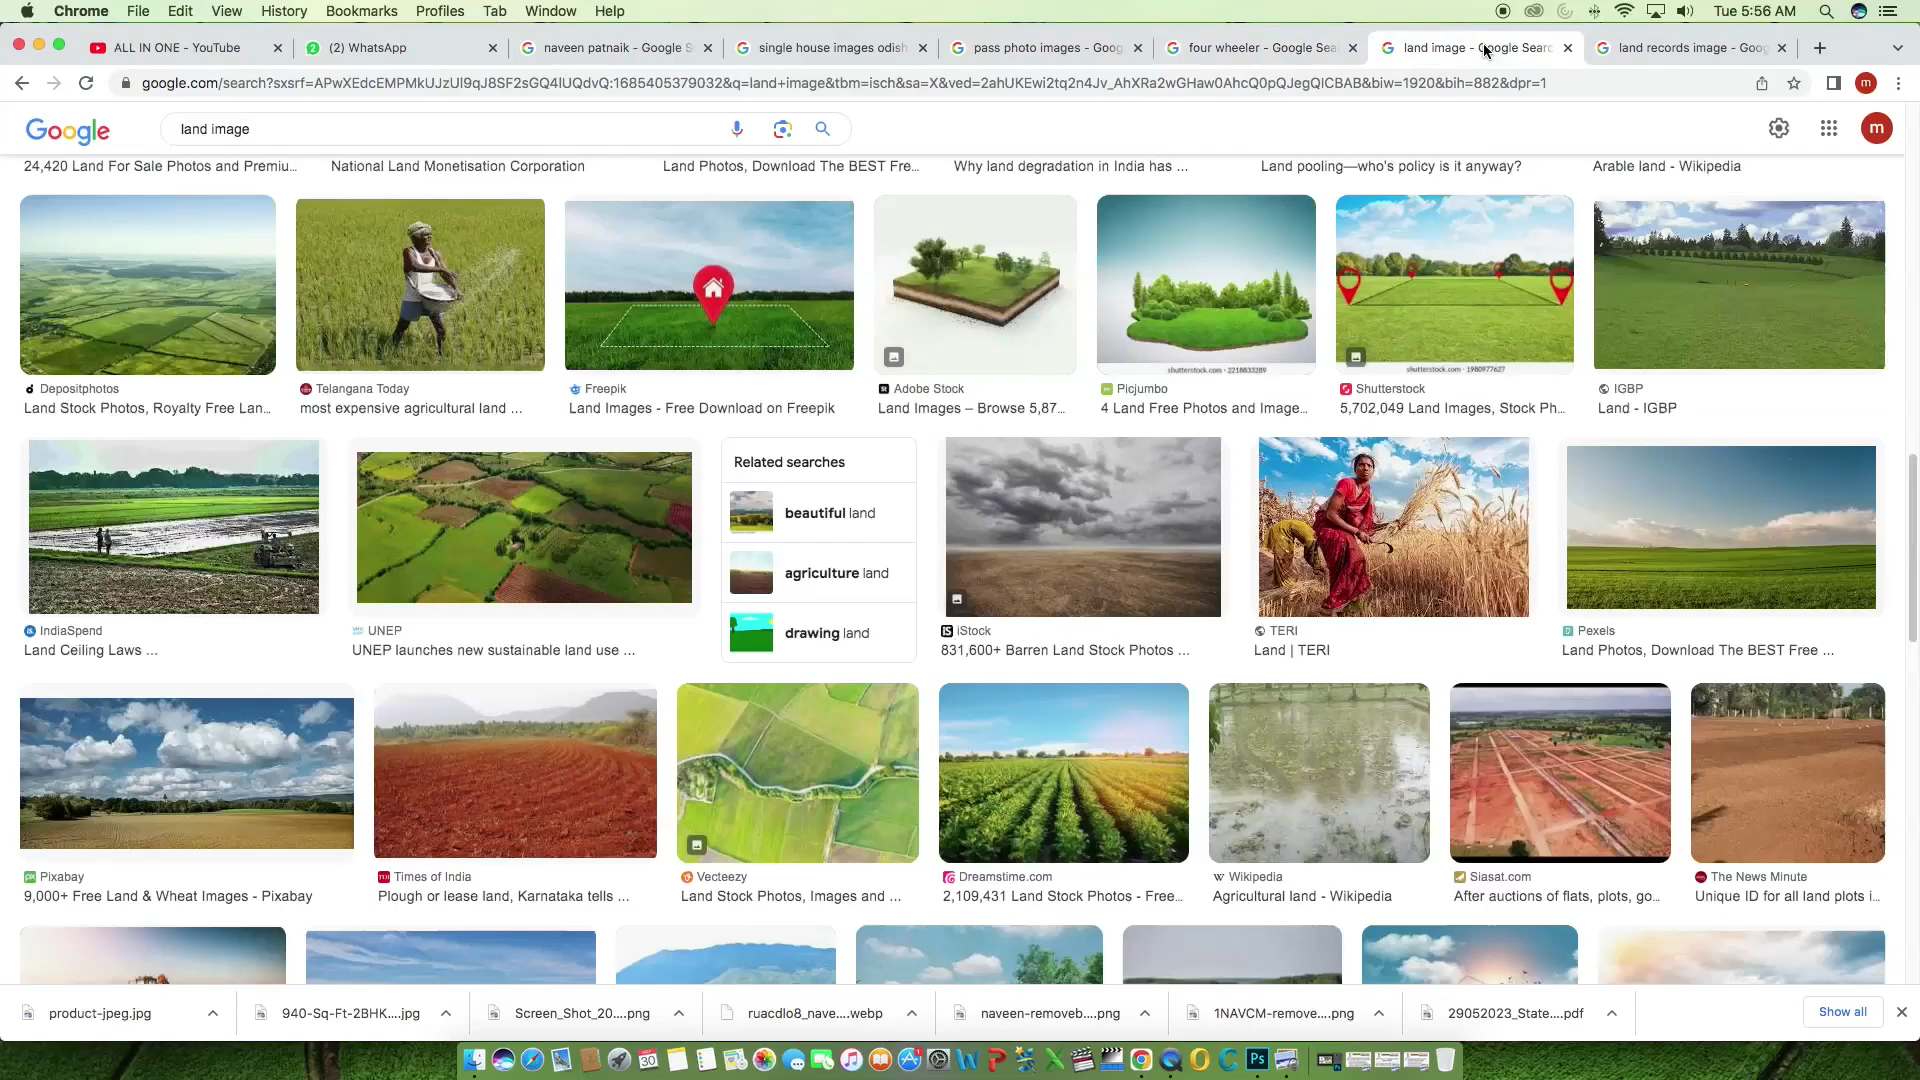 Chrome File Edit View History Bookmarks Profiles Tab Window Help Tue 5:56 AM
ALL IN ONE - YouTube (2) WhatsApp naveen patnaik - Google S single house images odish pass photo images - Goog four wheeler - Google Sea land image - Google Searc land records image - Goog
google.com/search?sxsrf=APwXEdcEMPMkUJzUl9qJ8SF2sGQ4lUQdvQ:1685405379032&q=land+image&tbm=isch&sa=X&ved=2ahUKEwi2tq2n4Jv_AhXRa2wGHaw0AhcQ0pQJegQICBAB&biw=1920&bih=882&dpr=1 m
Google land image m
24,420 Land For Sale Photos and Premiu... National Land Monetisation Corporation Land Photos, Download The BEST Fre... Why land degradation in India has ... Land pooling—who's policy is it anyway? Arable land - Wikipedia
shutterstock.com · 2218833289 shutterstock.com · 1980977627
Depositphotos Telangana Today Freepik Adobe Stock Picjumbo Shutterstock IGBP
Land Stock Photos, Royalty Free Lan... most expensive agricultural land ... Land Images - Free Download on Freepik Land Images – Browse 5,87... 4 Land Free Photos and Image... 5,702,049 Land Images, Stock Ph... Land - IGBP
Related searches
beautiful land
agriculture land
drawing land
IndiaSpend UNEP iStock TERI Pexels
Land Ceiling Laws ... UNEP launches new sustainable land use ... 831,600+ Barren Land Stock Photos ... Land | TERI Land Photos, Download The BEST Free ...
Pixabay Times of India Vecteezy Dreamstime.com Wikipedia Siasat.com The News Minute
9,000+ Free Land & Wheat Images - Pixabay Plough or lease land, Karnataka tells ... Land Stock Photos, Images and ... 2,109,431 Land Stock Photos - Free... Agricultural land - Wikipedia After auctions of flats, plots, go... Unique ID for all land plots i...
product-jpeg.jpg 940-Sq-Ft-2BHK....jpg Screen_Shot_20....png ruacdlo8_nave....webp naveen-removeb....png 1NAVCM-remove....png 29052023_State....pdf Show all
30 Ps